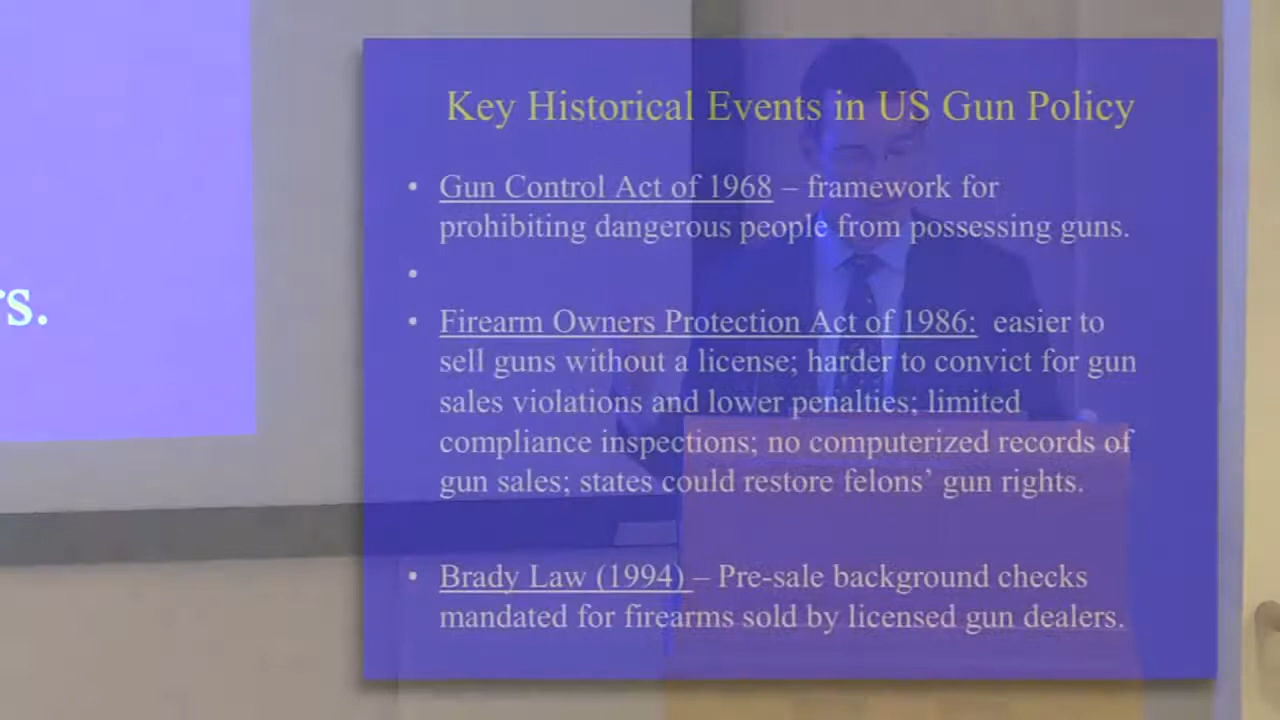 rs.
Key Historical Events in US Gun Policy
• Gun Control Act of 1968 – framework for
prohibiting dangerous people from possessing guns.
•
• Firearm Owners Protection Act of 1986:  easier to
sell guns without a license; harder to convict for gun
sales violations and lower penalties; limited
compliance inspections; no computerized records of
gun sales; states could restore felons’ gun rights.
• Brady Law (1994) – Pre-sale background checks
mandated for firearms sold by licensed gun dealers.